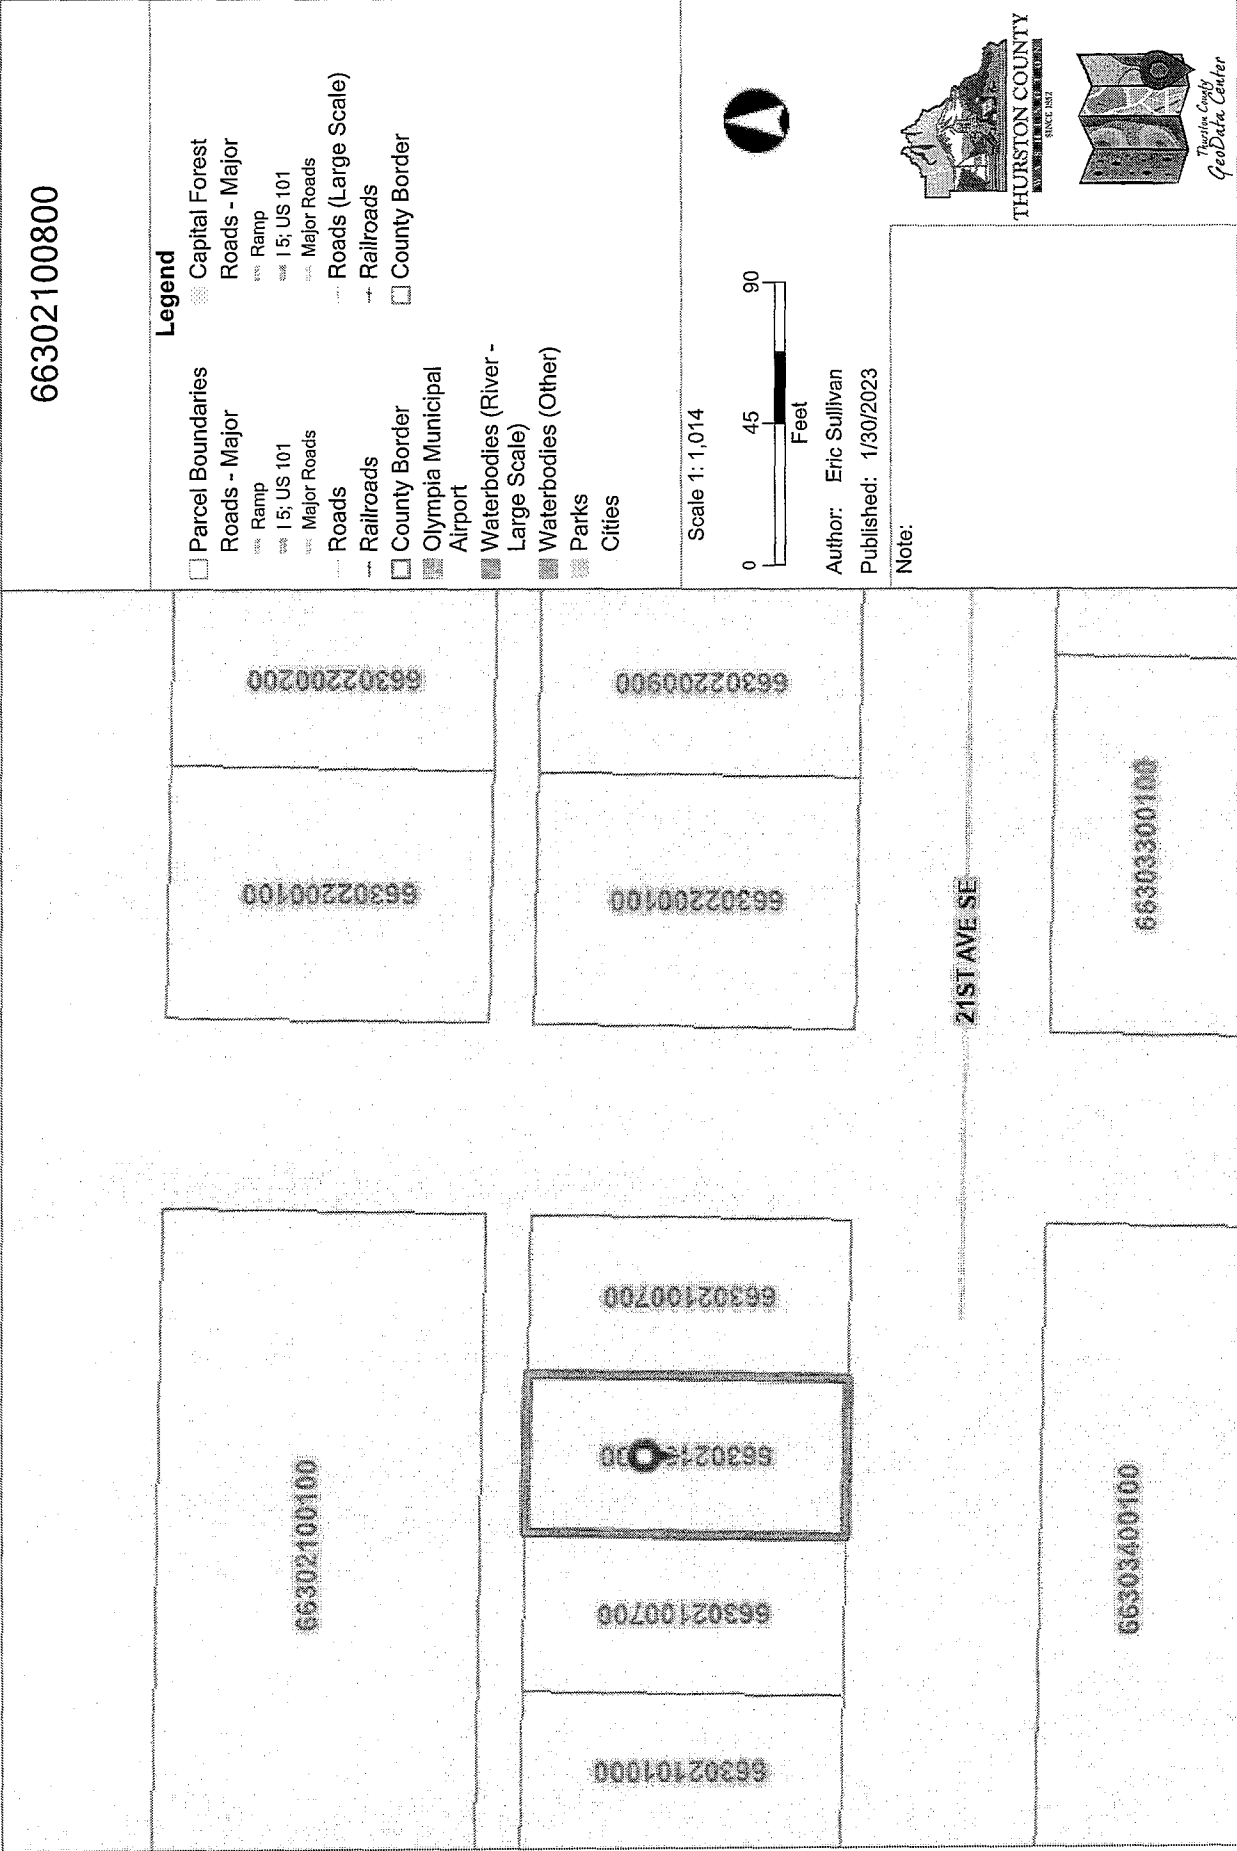 66302100800
Legend
Parcel Boundaries
Roads - Major
Ramp
I 5; US 101
Major Roads
Roads
Railroads
County Border
Olympia Municipal
Airport
Waterbodies (River -
Large Scale)
Waterbodies (Other)
Parks
Cities
Capital Forest
Roads - Major
Ramp
I 5; US 101
Major Roads
Roads (Large Scale)
Railroads
County Border
Scale 1: 1,014
0 45 90
Feet
Author: Eric Sullivan
Published: 1/30/2023
Note:
THURSTON COUNTY
SINCE 1852
Thurston County
GeoData Center
66302100100
66302200100
66302200200
66302101000
66302100700
66302100700
66302200100
66302200900
21ST AVE SE
66303400100
66303300100